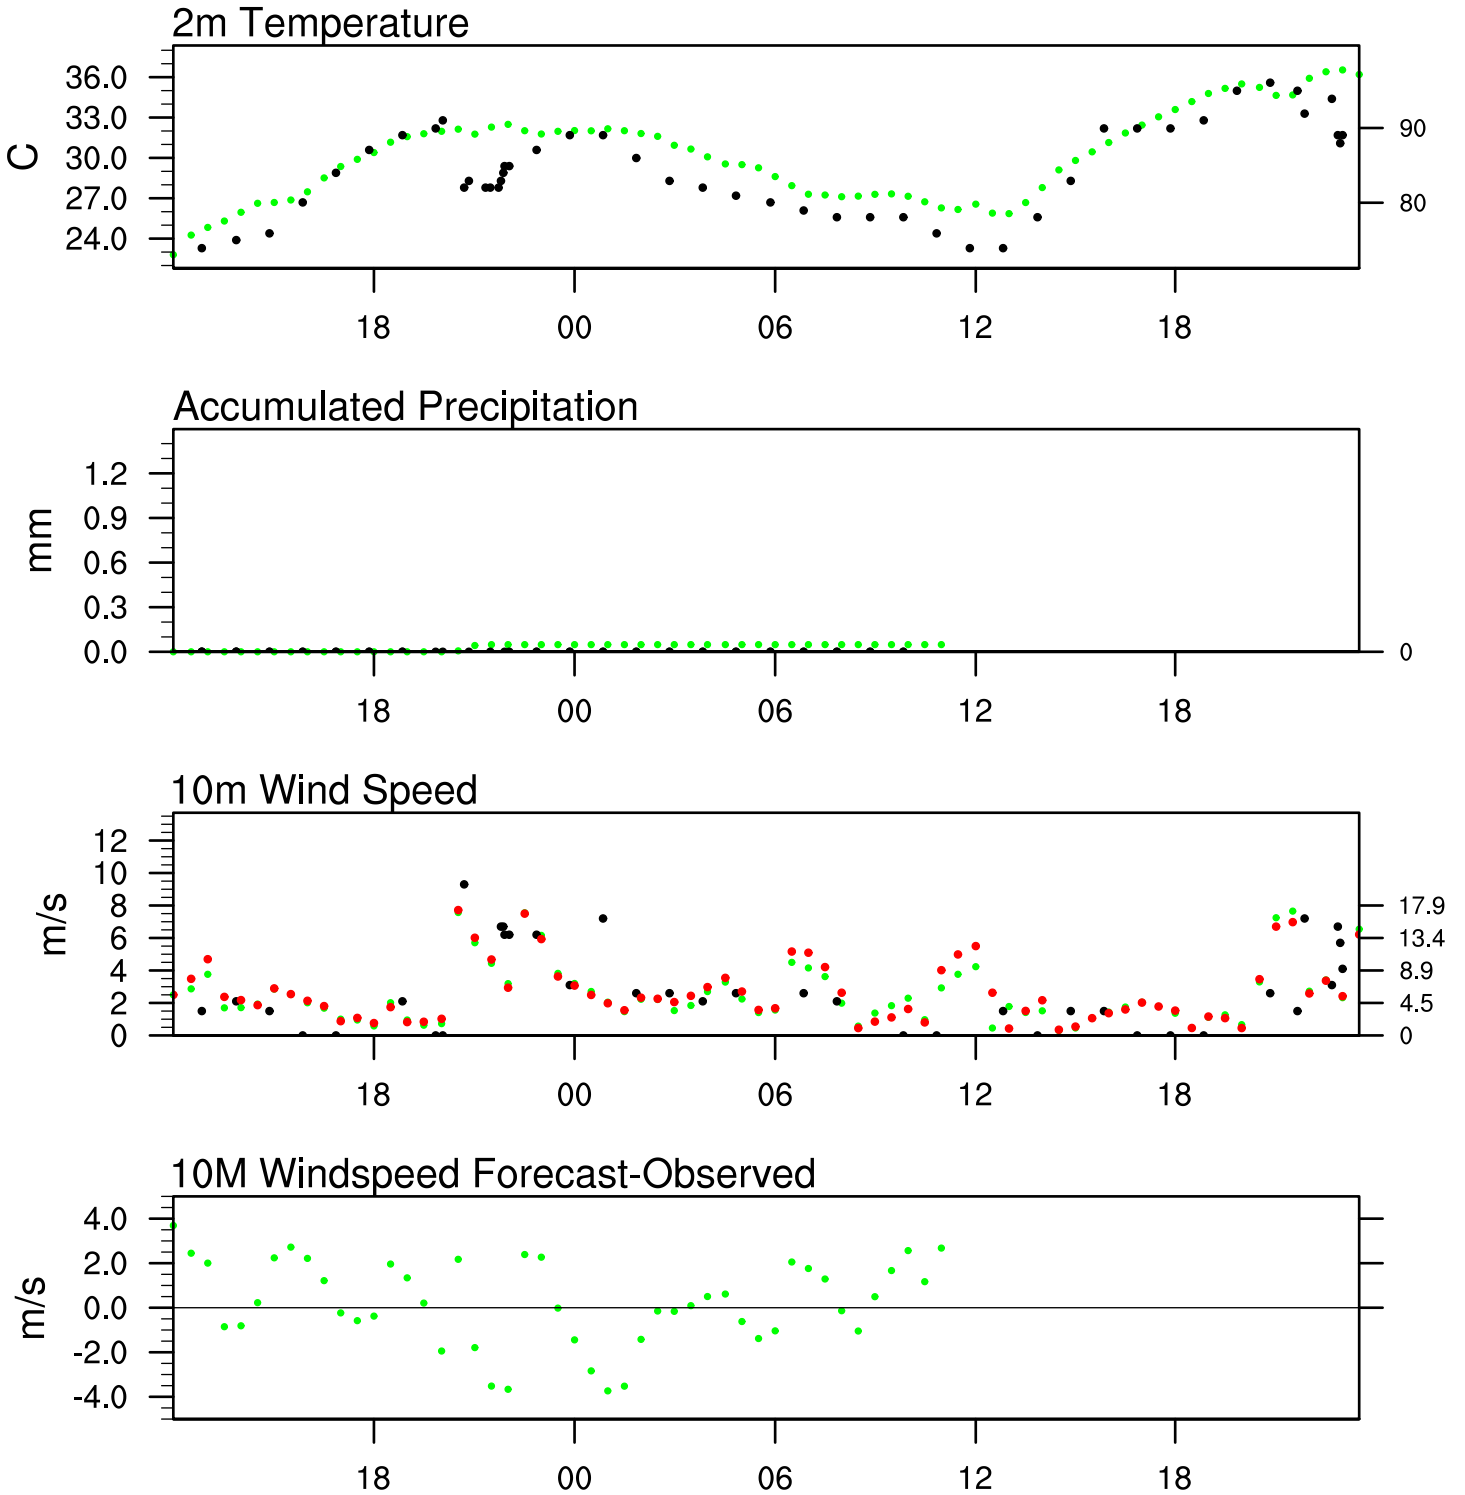 2m Temperature
C
36.0
33.0
30.0
27.0
24.0
90
80
18 00 06 12 18
Accumulated Precipitation
mm
1.2
0.9
0.6
0.3
0.0
0
18 00 06 12 18
10m Wind Speed
m/s
12
10
8
6
4
2
0
17.9
13.4
8.9
4.5
0
18 00 06 12 18
10M Windspeed Forecast-Observed
m/s
4.0
2.0
0.0
-2.0
-4.0
18 00 06 12 18